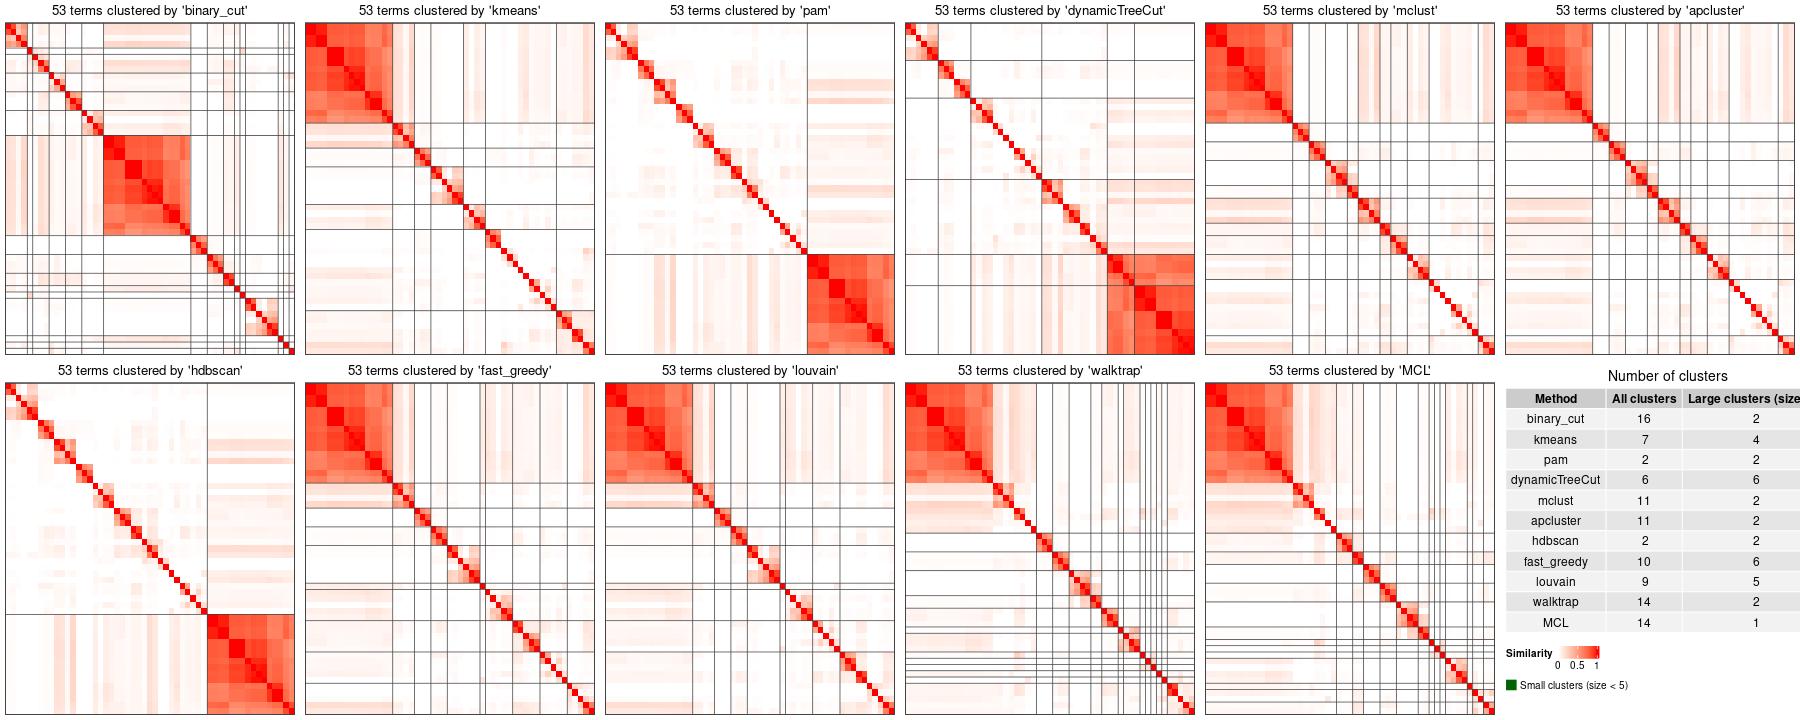 53 terms clustered by 'binary_cut'
53 terms clustered by 'kmeans'
53 terms clustered by 'pam'
53 terms clustered by 'dynamicTreeCut'
53 terms clustered by 'mclust'
53 terms clustered by 'apcluster'
53 terms clustered by 'hdbscan'
53 terms clustered by 'fast_greedy'
53 terms clustered by 'louvain'
53 terms clustered by 'walktrap'
53 terms clustered by 'MCL'
Number of clusters
Method All clusters Large clusters (size
binary_cut 16 2
kmeans 7 4
pam 2 2
dynamicTreeCut 6 6
mclust 11 2
apcluster 11 2
hdbscan 2 2
fast_greedy 10 6
louvain 9 5
walktrap 14 2
MCL 14 1
Similarity
0 0.5 1
Small clusters (size < 5)